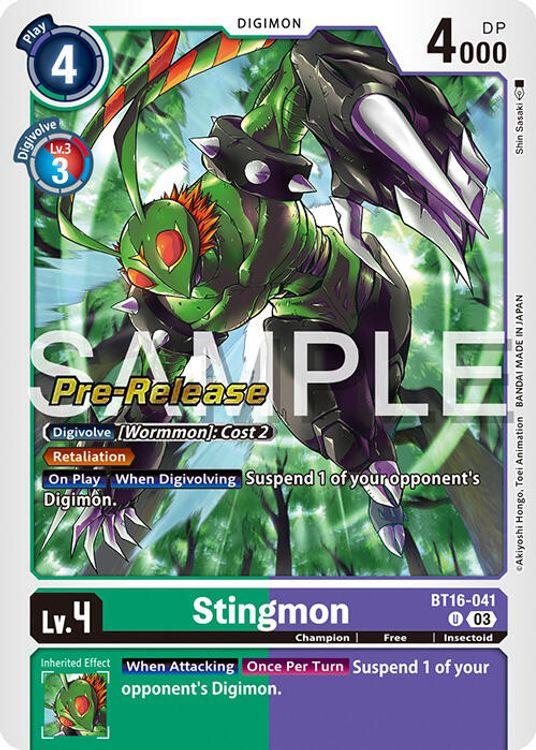 Play
4
DIGIMON
DP
4000
Digivolve
Lv.3
3
Shin Sasaki
©Akiyoshi Hongo, Toei Animation BANDAI MADE IN JAPAN
SAMPLE
Pre-Release
Digivolve [Wormmon]: Cost 2
Retaliation
On Play When Digivolving Suspend 1 of your opponent's
Digimon.
Lv.4
Stingmon
BT16-041
U 03
Champion | Free | Insectoid
Inherited Effect
When Attacking Once Per Turn Suspend 1 of your
opponent's Digimon.